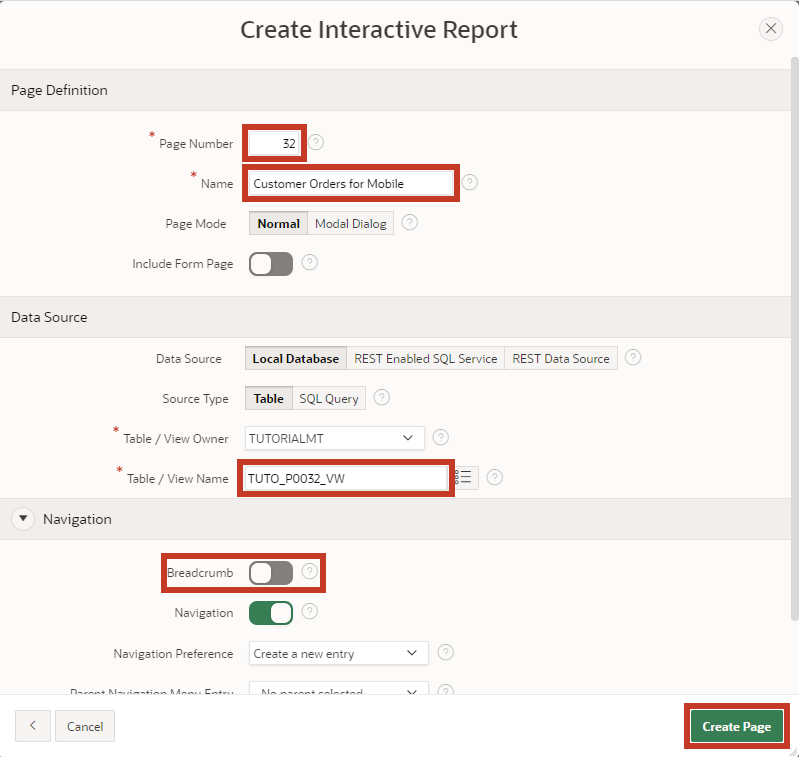 Create Interactive Report
Page Definition
* Page Number 32 ?
* Name Customer Orders for Mobile ?
Page Mode Normal Modal Dialog ?
Include Form Page ?
Data Source
Data Source Local Database REST Enabled SQL Service REST Data Source ?
Source Type Table SQL Query ?
* Table / View Owner TUTORIALMT ?
* Table / View Name TUTO_P0032_VW ?
Navigation
Breadcrumb ?
Navigation ?
Navigation Preference Create a new entry ?
Parent Navigation Menu Entry - No parent selected - ?
Cancel Create Page